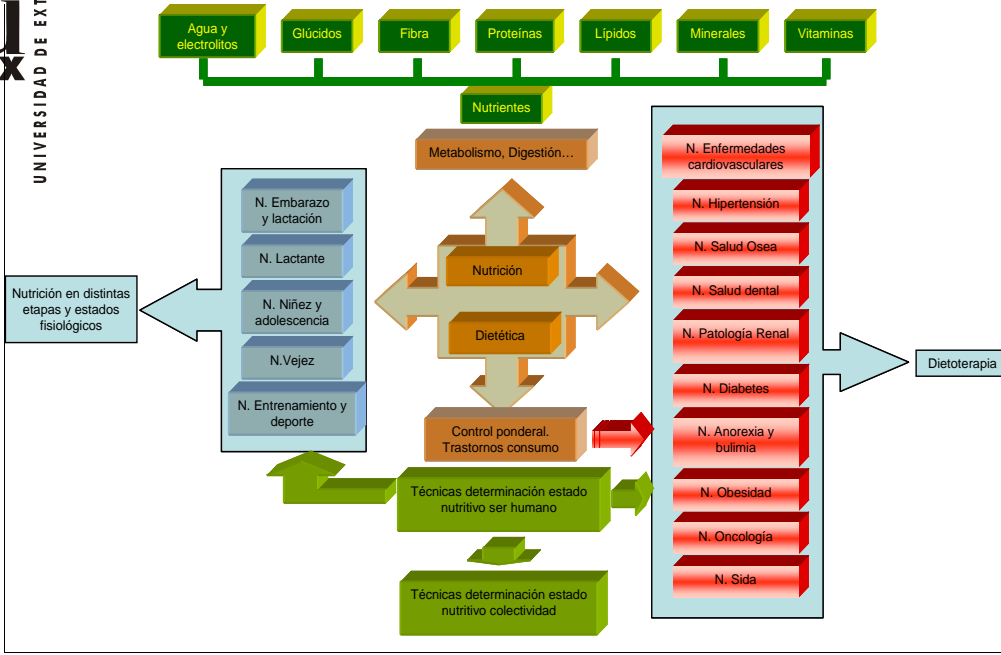 UNIVERSIDAD DE EXT
x
Agua y
electrolitos
Glúcidos
Fibra
Proteínas
Lípidos
Minerales
Vitaminas
Nutrientes
Metabolismo, Digestión…
N. Embarazo
y lactación
N. Lactante
N. Niñez y
adolescencia
N.Vejez
N. Entrenamiento y
deporte
Nutrición en distintas
etapas y estados
fisiológicos
Nutrición
Dietética
Control ponderal.
Trastornos consumo
Técnicas determinación estado
nutritivo ser humano
Técnicas determinación estado
nutritivo colectividad
N. Enfermedades
cardiovasculares
N. Hipertensión
N. Salud Osea
N. Salud dental
N. Patología Renal
N. Diabetes
N. Anorexia y
bulimia
N. Obesidad
N. Oncología
N. Sida
Dietoterapia